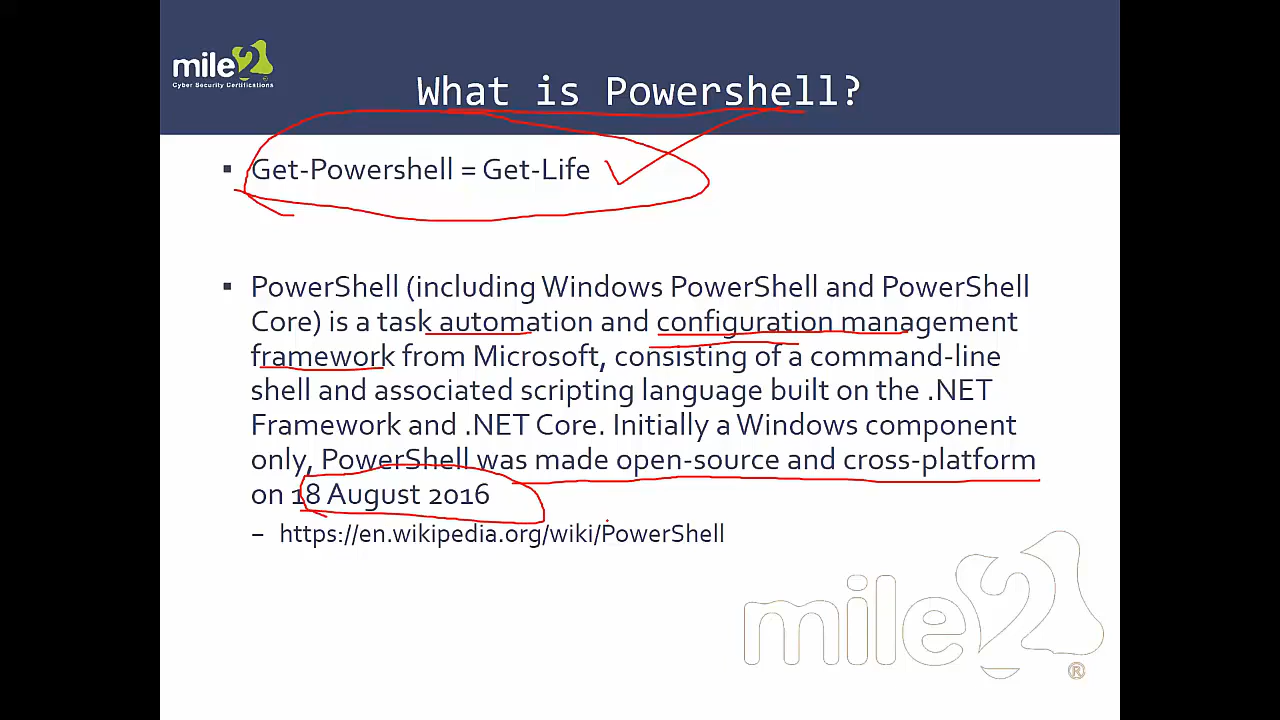 mile2
Cyber Security Certifications
What is Powershell?
▪ Get-Powershell = Get-Life
▪ PowerShell (including Windows PowerShell and PowerShell
Core) is a task automation and configuration management
framework from Microsoft, consisting of a command-line
shell and associated scripting language built on the .NET
Framework and .NET Core. Initially a Windows component
only, PowerShell was made open-source and cross-platform
on 18 August 2016
– https://en.wikipedia.org/wiki/PowerShell
mile2®